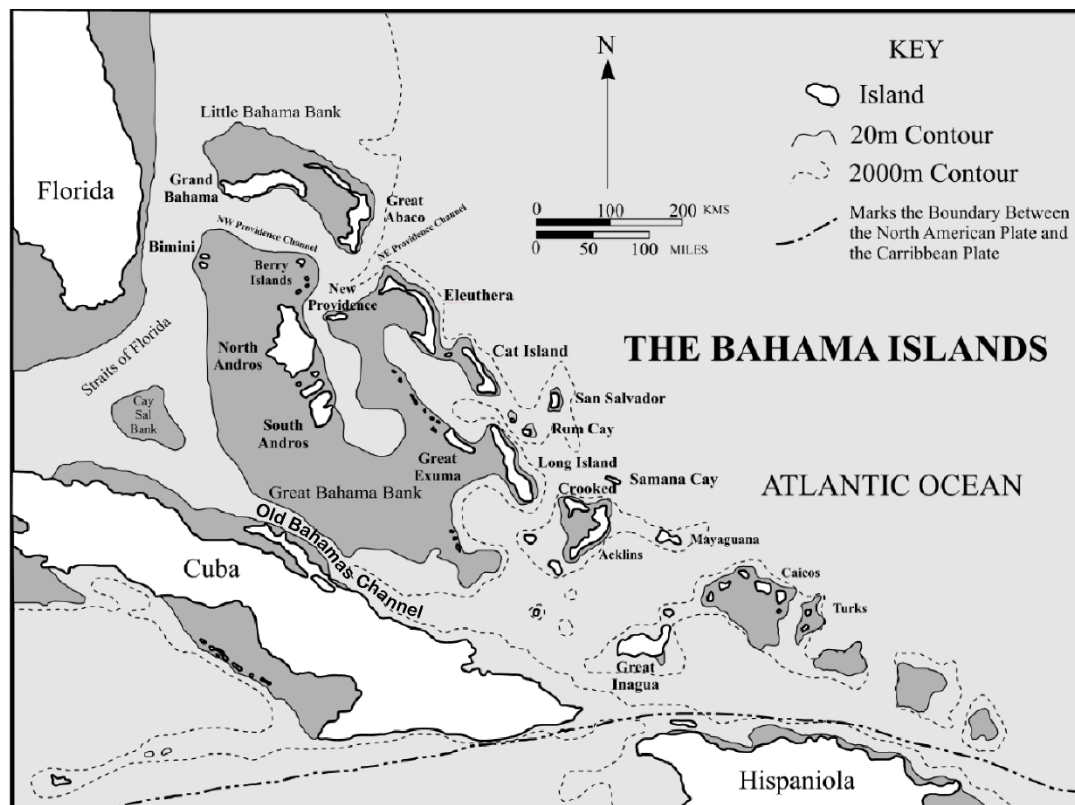 N
KEY
Island
20m Contour
2000m Contour
Marks the Boundary Between
the North American Plate and
the Carribbean Plate
0 100 200 KMS
0 50 100 MILES
Little Bahama Bank
Florida
Grand
Bahama
Great
Abaco
NW Providence Channel
NE Providence Channel
Bimini
Berry
Islands
New
Providence
Eleuthera
Straits of Florida
North
Andros
Cat Island
THE BAHAMA ISLANDS
Cay
Sal
Bank
San Salvador
South
Andros
Rum Cay
Great
Exuma
Long Island
Great Bahama Bank
Crooked
Samana Cay
ATLANTIC OCEAN
Old Bahamas Channel
Acklins
Mayaguana
Cuba
Caicos
Turks
Great
Inagua
Hispaniola